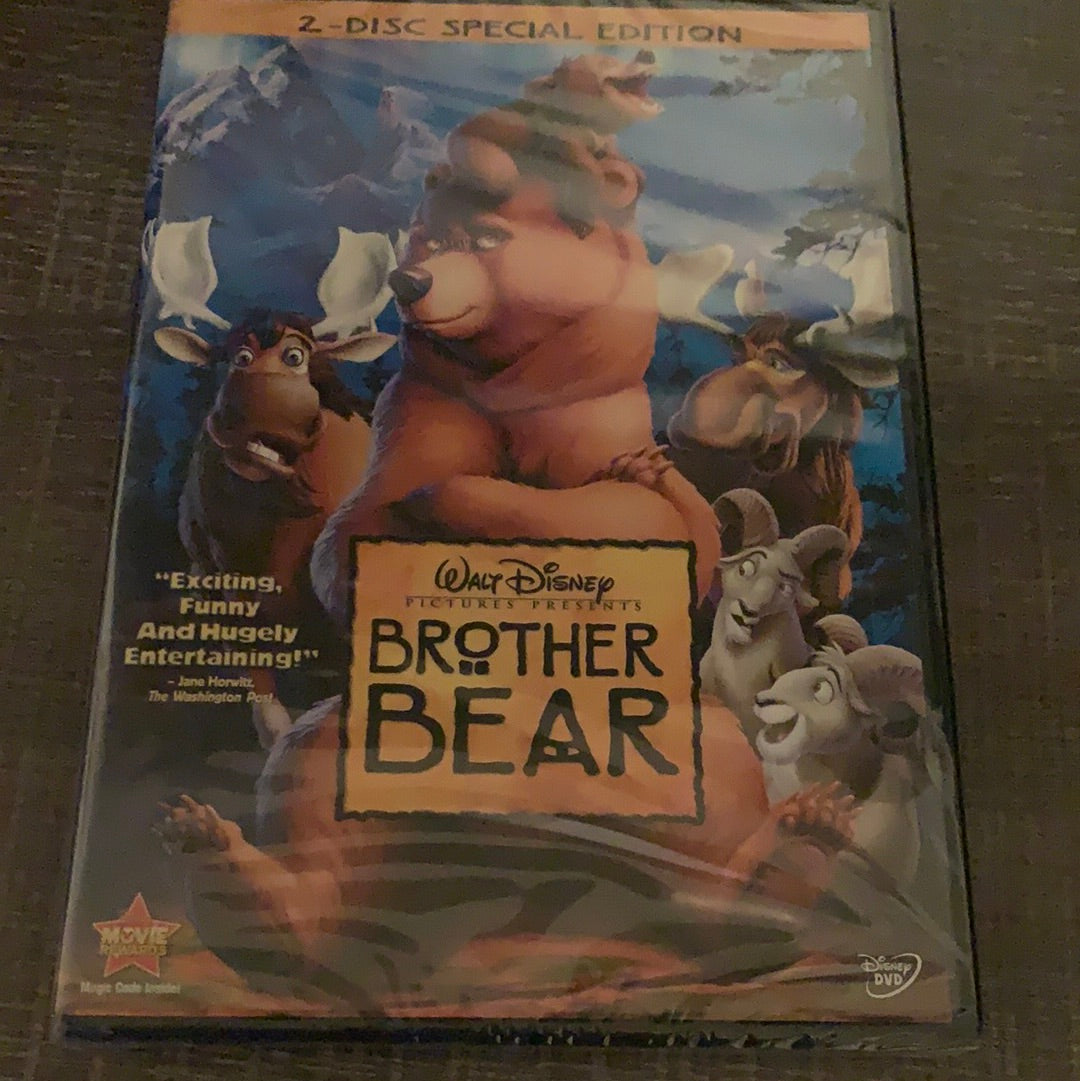 2-DISC SPECIAL EDITION
"Exciting,
Funny
And Hugely
Entertaining!"
– Jane Horwitz,
The Washington Post
WALT DISNEY
PICTURES PRESENTS
BROTHER
BEAR
MOVIE
REWARDS
Magic Code Inside!
DISNEY
DVD